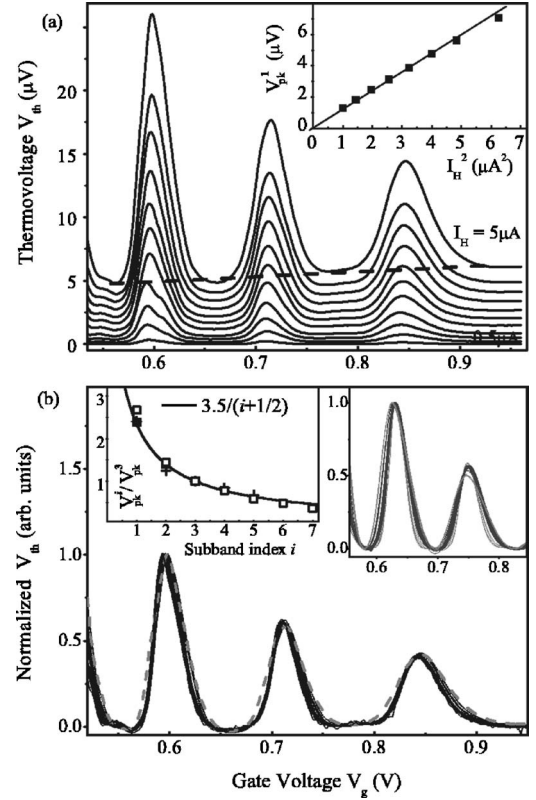 (a)
Thermovoltage V_th (μV)
25
20
15
10
5
0
0.6 0.7 0.8 0.9
V_pk^1 (μV)
6
4
2
0
0 1 2 3 4 5 6 7
I_H^2 (μA^2)
I_H = 5μA
0.5μA
(b)
Normalized V_th (arb. units)
1.5
1.0
0.5
0.0
0.6 0.7 0.8 0.9
Gate Voltage V_g (V)
3.5/(i+1/2)
V_pk^i/V_pk^3
3
2
1
1 2 3 4 5 6 7
Subband index i
1.0
0.5
0.0
0.6 0.7 0.8